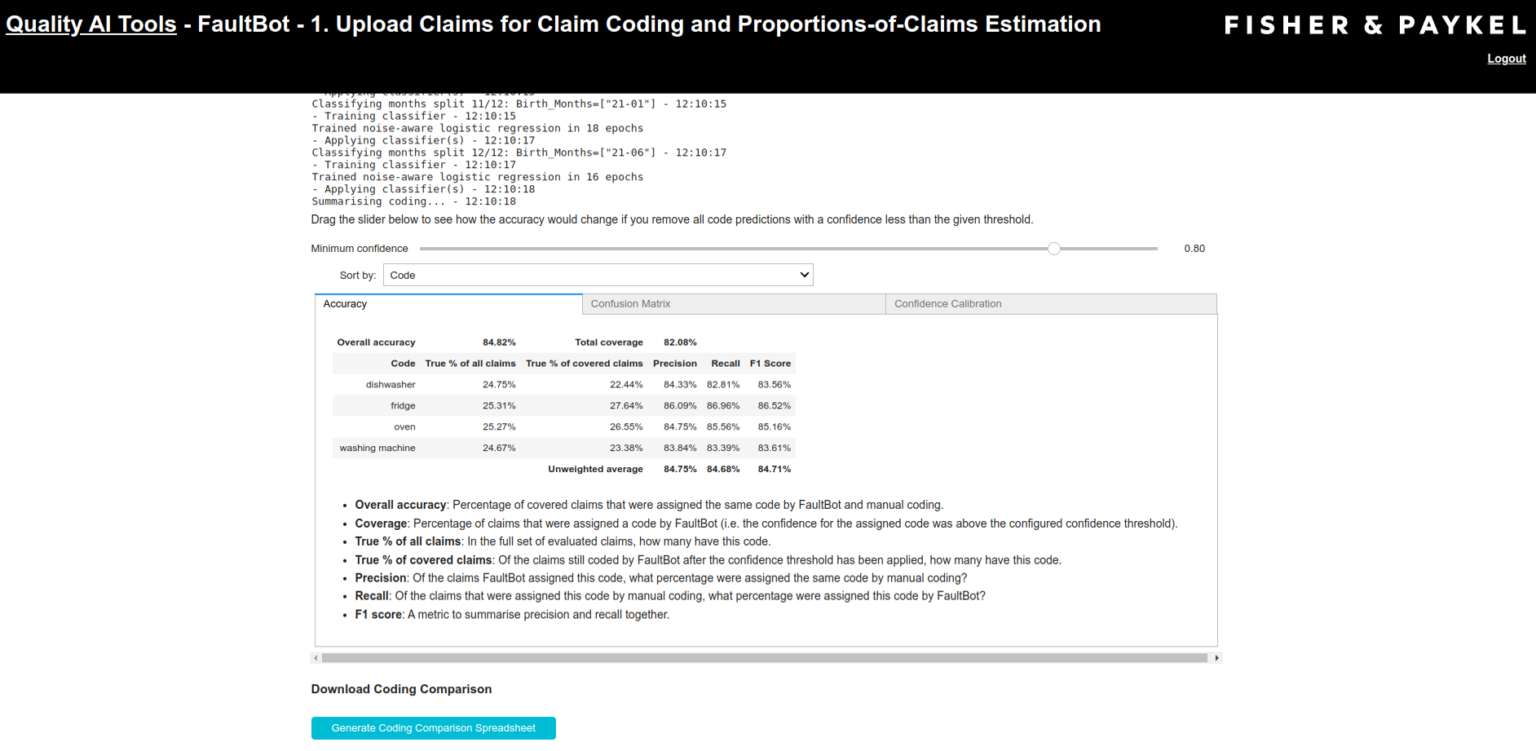 Quality AI Tools - FaultBot - 1. Upload Claims for Claim Coding and Proportions-of-Claims Estimation
FISHER & PAYKEL
Logout
Classifying months split 11/12: Birth_Months=["21-01"] - 12:10:15
- Training classifier - 12:10:15
Trained noise-aware logistic regression in 18 epochs
- Applying classifier(s) - 12:10:17
Classifying months split 12/12: Birth_Months=["21-06"] - 12:10:17
- Training classifier - 12:10:17
Trained noise-aware logistic regression in 16 epochs
- Applying classifier(s) - 12:10:18
Summarising coding... - 12:10:18
Drag the slider below to see how the accuracy would change if you remove all code predictions with a confidence less than the given threshold.
Minimum confidence 0.80
Sort by: Code
Accuracy Confusion Matrix Confidence Calibration
Overall accuracy 84.82% Total coverage 82.08%
Code True % of all claims True % of covered claims Precision Recall F1 Score
dishwasher 24.75% 22.44% 84.33% 82.81% 83.56%
fridge 25.31% 27.64% 86.09% 86.96% 86.52%
oven 25.27% 26.55% 84.75% 85.56% 85.16%
washing machine 24.67% 23.38% 83.84% 83.39% 83.61%
Unweighted average 84.75% 84.68% 84.71%
• Overall accuracy: Percentage of covered claims that were assigned the same code by FaultBot and manual coding.
• Coverage: Percentage of claims that were assigned a code by FaultBot (i.e. the confidence for the assigned code was above the configured confidence threshold).
• True % of all claims: In the full set of evaluated claims, how many have this code.
• True % of covered claims: Of the claims still coded by FaultBot after the confidence threshold has been applied, how many have this code.
• Precision: Of the claims FaultBot assigned this code, what percentage were assigned the same code by manual coding?
• Recall: Of the claims that were assigned this code by manual coding, what percentage were assigned this code by FaultBot?
• F1 score: A metric to summarise precision and recall together.
Download Coding Comparison
Generate Coding Comparison Spreadsheet